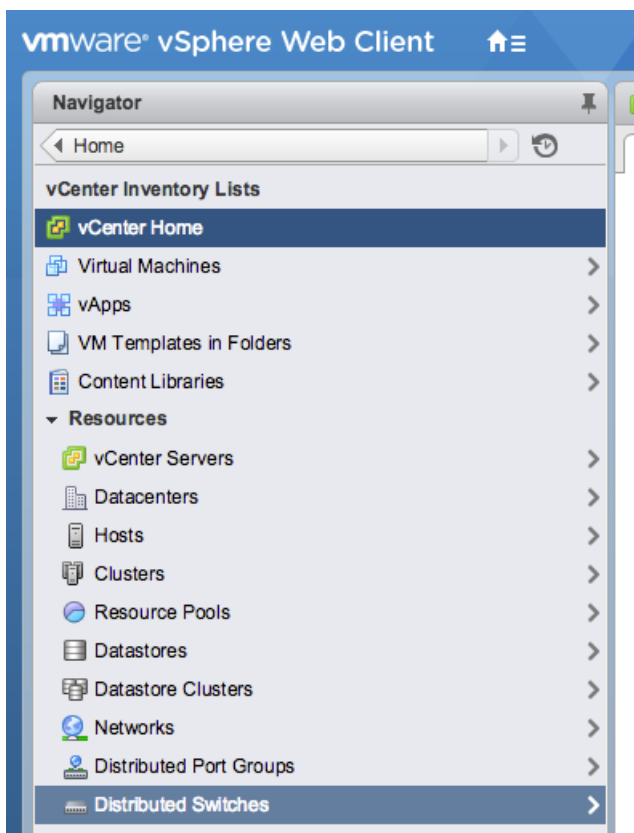 vmware® vSphere Web Client
Navigator
Home
vCenter Inventory Lists
vCenter Home
Virtual Machines
vApps
VM Templates in Folders
Content Libraries
Resources
vCenter Servers
Datacenters
Hosts
Clusters
Resource Pools
Datastores
Datastore Clusters
Networks
Distributed Port Groups
Distributed Switches